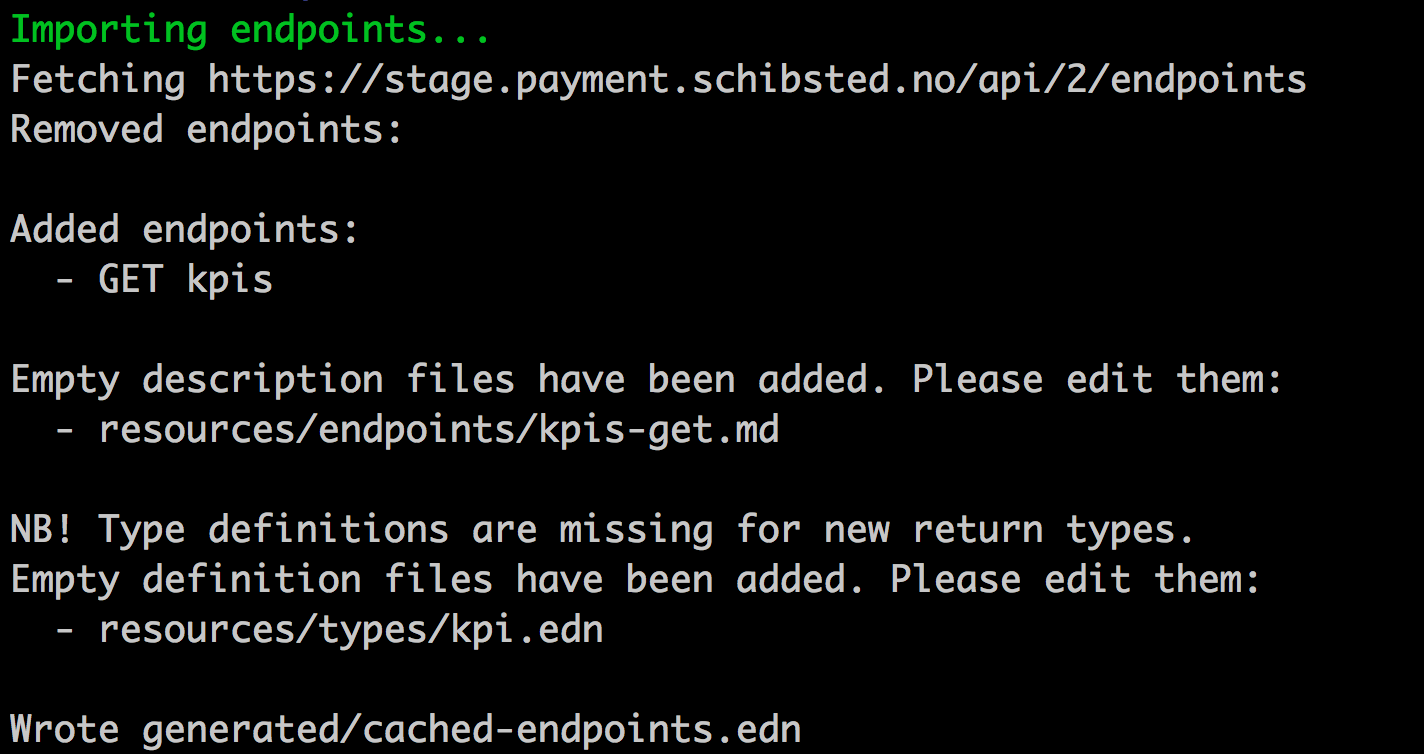 Importing endpoints...
Fetching https://stage.payment.schibsted.no/api/2/endpoints
Removed endpoints:
Added endpoints:
- GET kpis
Empty description files have been added. Please edit them:
- resources/endpoints/kpis-get.md
NB! Type definitions are missing for new return types.
Empty definition files have been added. Please edit them:
- resources/types/kpi.edn
Wrote generated/cached-endpoints.edn